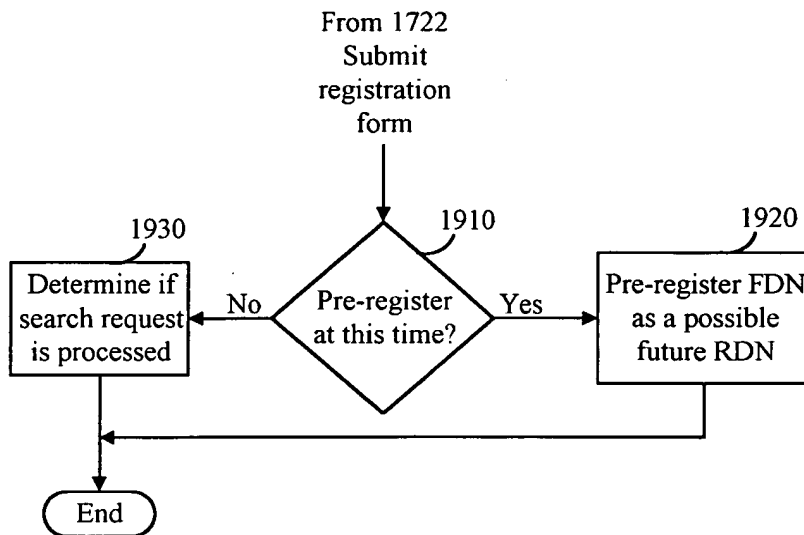 From 1722
Submit
registration
form
1930
1910
1920
Determine if
search request
is processed
No
Pre-register
at this time?
Yes
Pre-register FDN
as a possible
future RDN
End